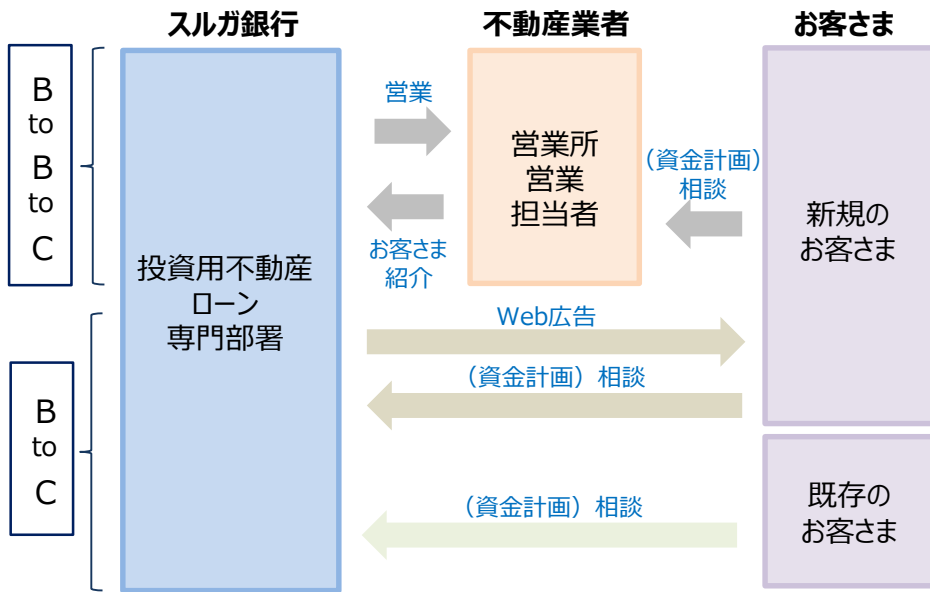 スルガ銀行
不動産業者
お客さま
B
to
B
to
C
営業
お客さま
紹介
営業所
営業
担当者
(資金計画)
相談
新規の
お客さま
投資用不動産
ローン
専門部署
Web広告
(資金計画)相談
B
to
C
(資金計画)相談
既存の
お客さま